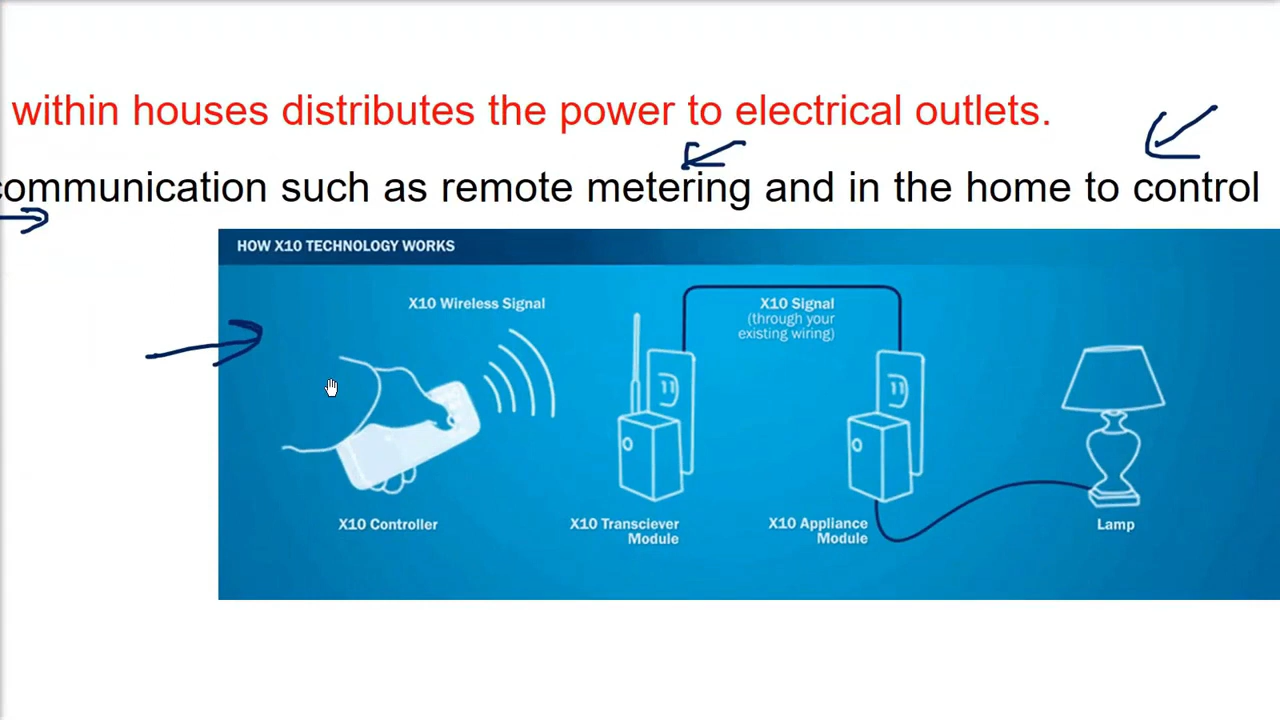 within houses distributes the power to electrical outlets.
communication such as remote metering and in the home to control
HOW X10 TECHNOLOGY WORKS
X10 Wireless Signal
X10 Signal
(through your
existing wiring)
X10 Controller
X10 Transciever
Module
X10 Appliance
Module
Lamp